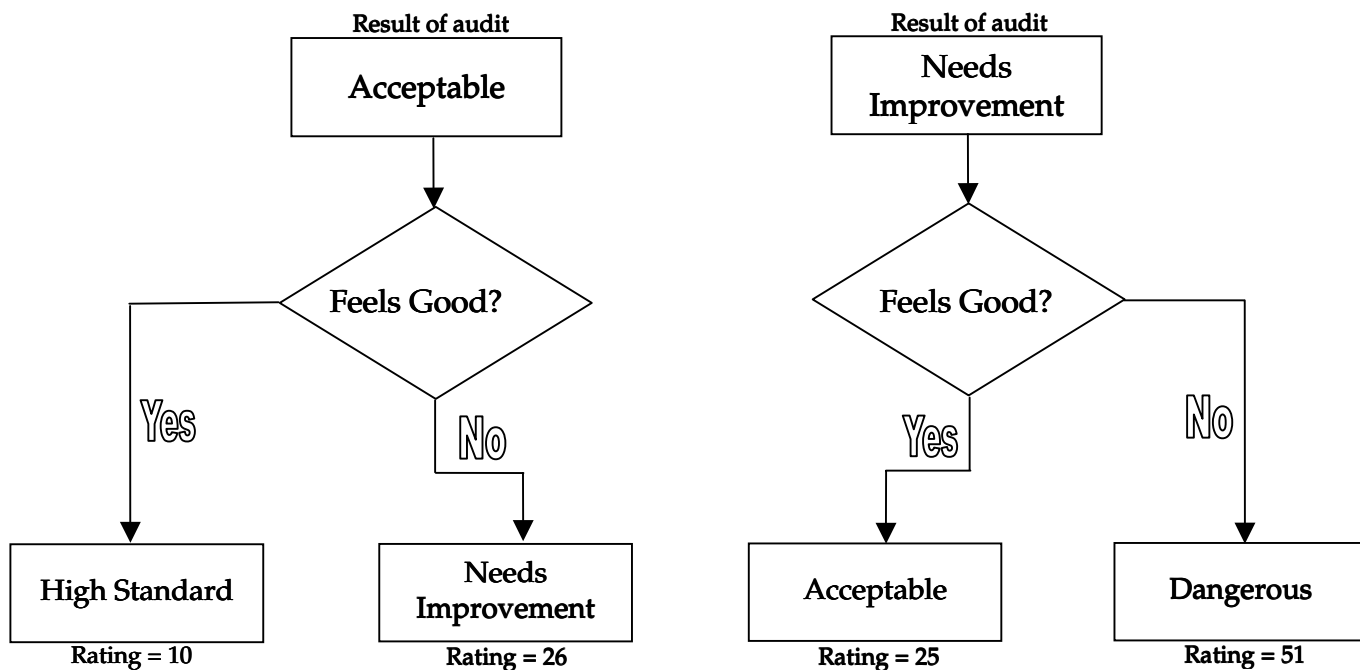 Result of audit
Acceptable
Feels Good?
Yes
No
High Standard
Rating = 10
Needs
Improvement
Rating = 26
Result of audit
Needs
Improvement
Feels Good?
Yes
No
Acceptable
Rating = 25
Dangerous
Rating = 51